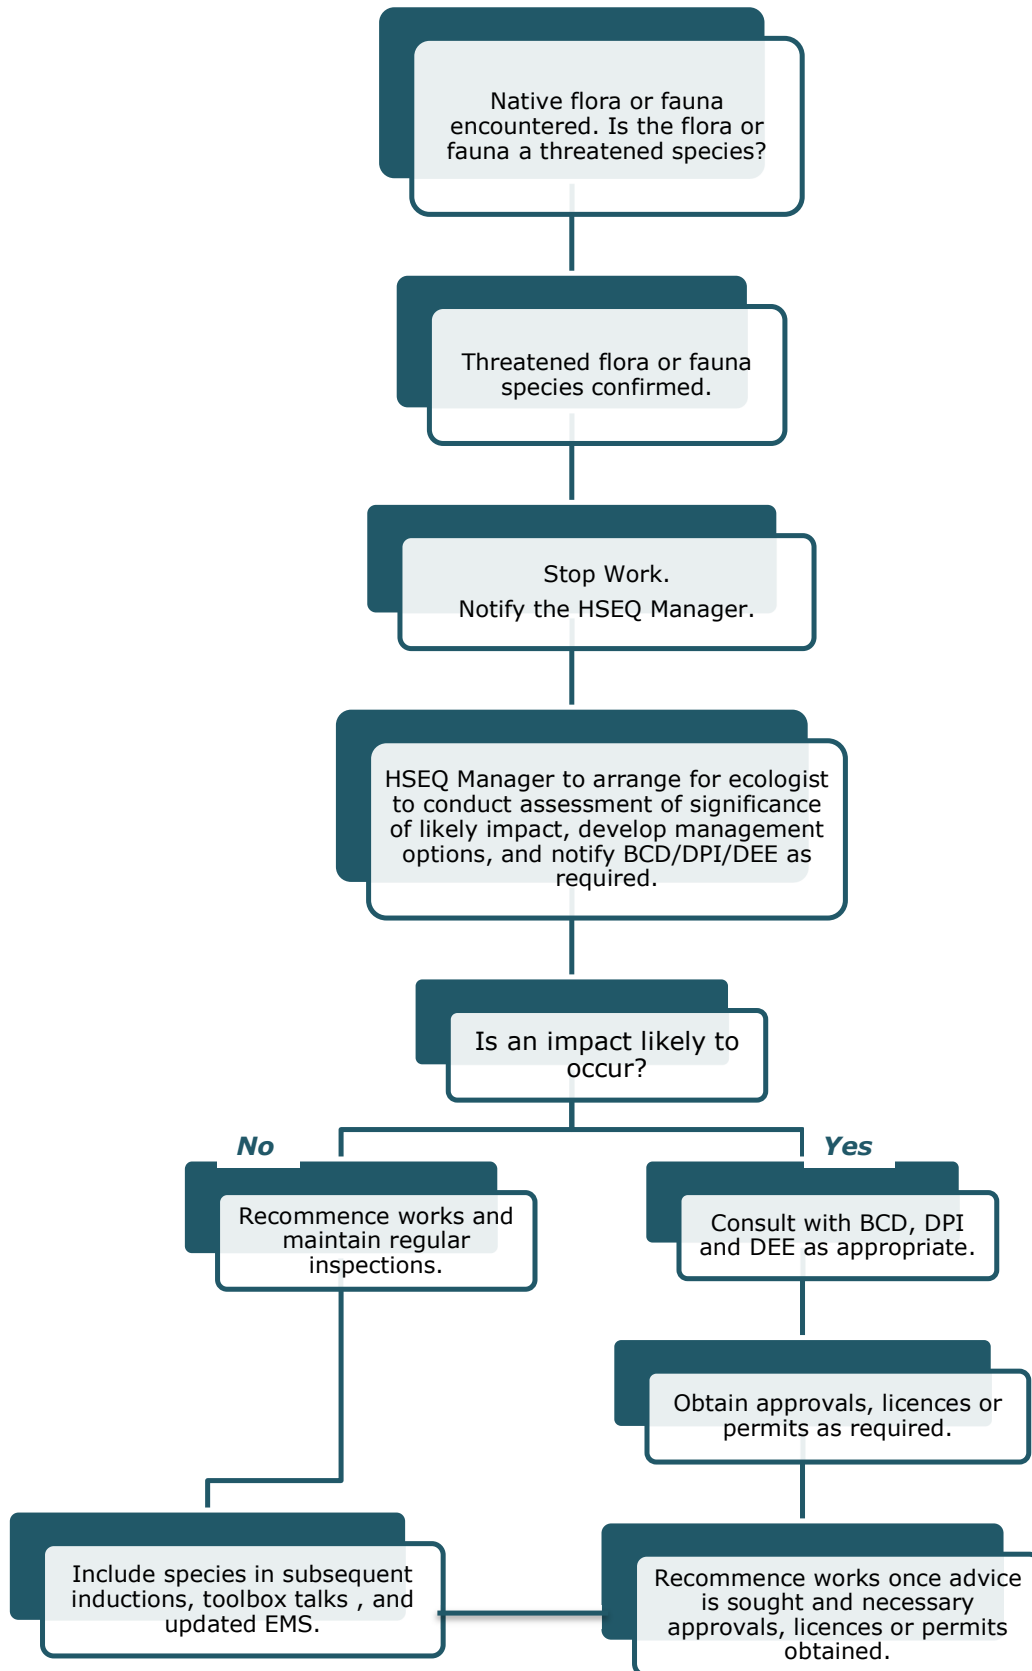 Native flora or fauna
encountered. Is the flora or
fauna a threatened species?
Threatened flora or fauna
species confirmed.
Stop Work.
Notify the HSEQ Manager.
HSEQ Manager to arrange for ecologist
to conduct assessment of significance
of likely impact, develop management
options, and notify BCD/DPI/DEE as
required.
Is an impact likely to
occur?
No
Yes
Recommence works and
maintain regular
inspections.
Consult with BCD, DPI
and DEE as appropriate.
Obtain approvals, licences or
permits as required.
Include species in subsequent
inductions, toolbox talks , and
updated EMS.
Recommence works once advice
is sought and necessary
approvals, licences or permits
obtained.